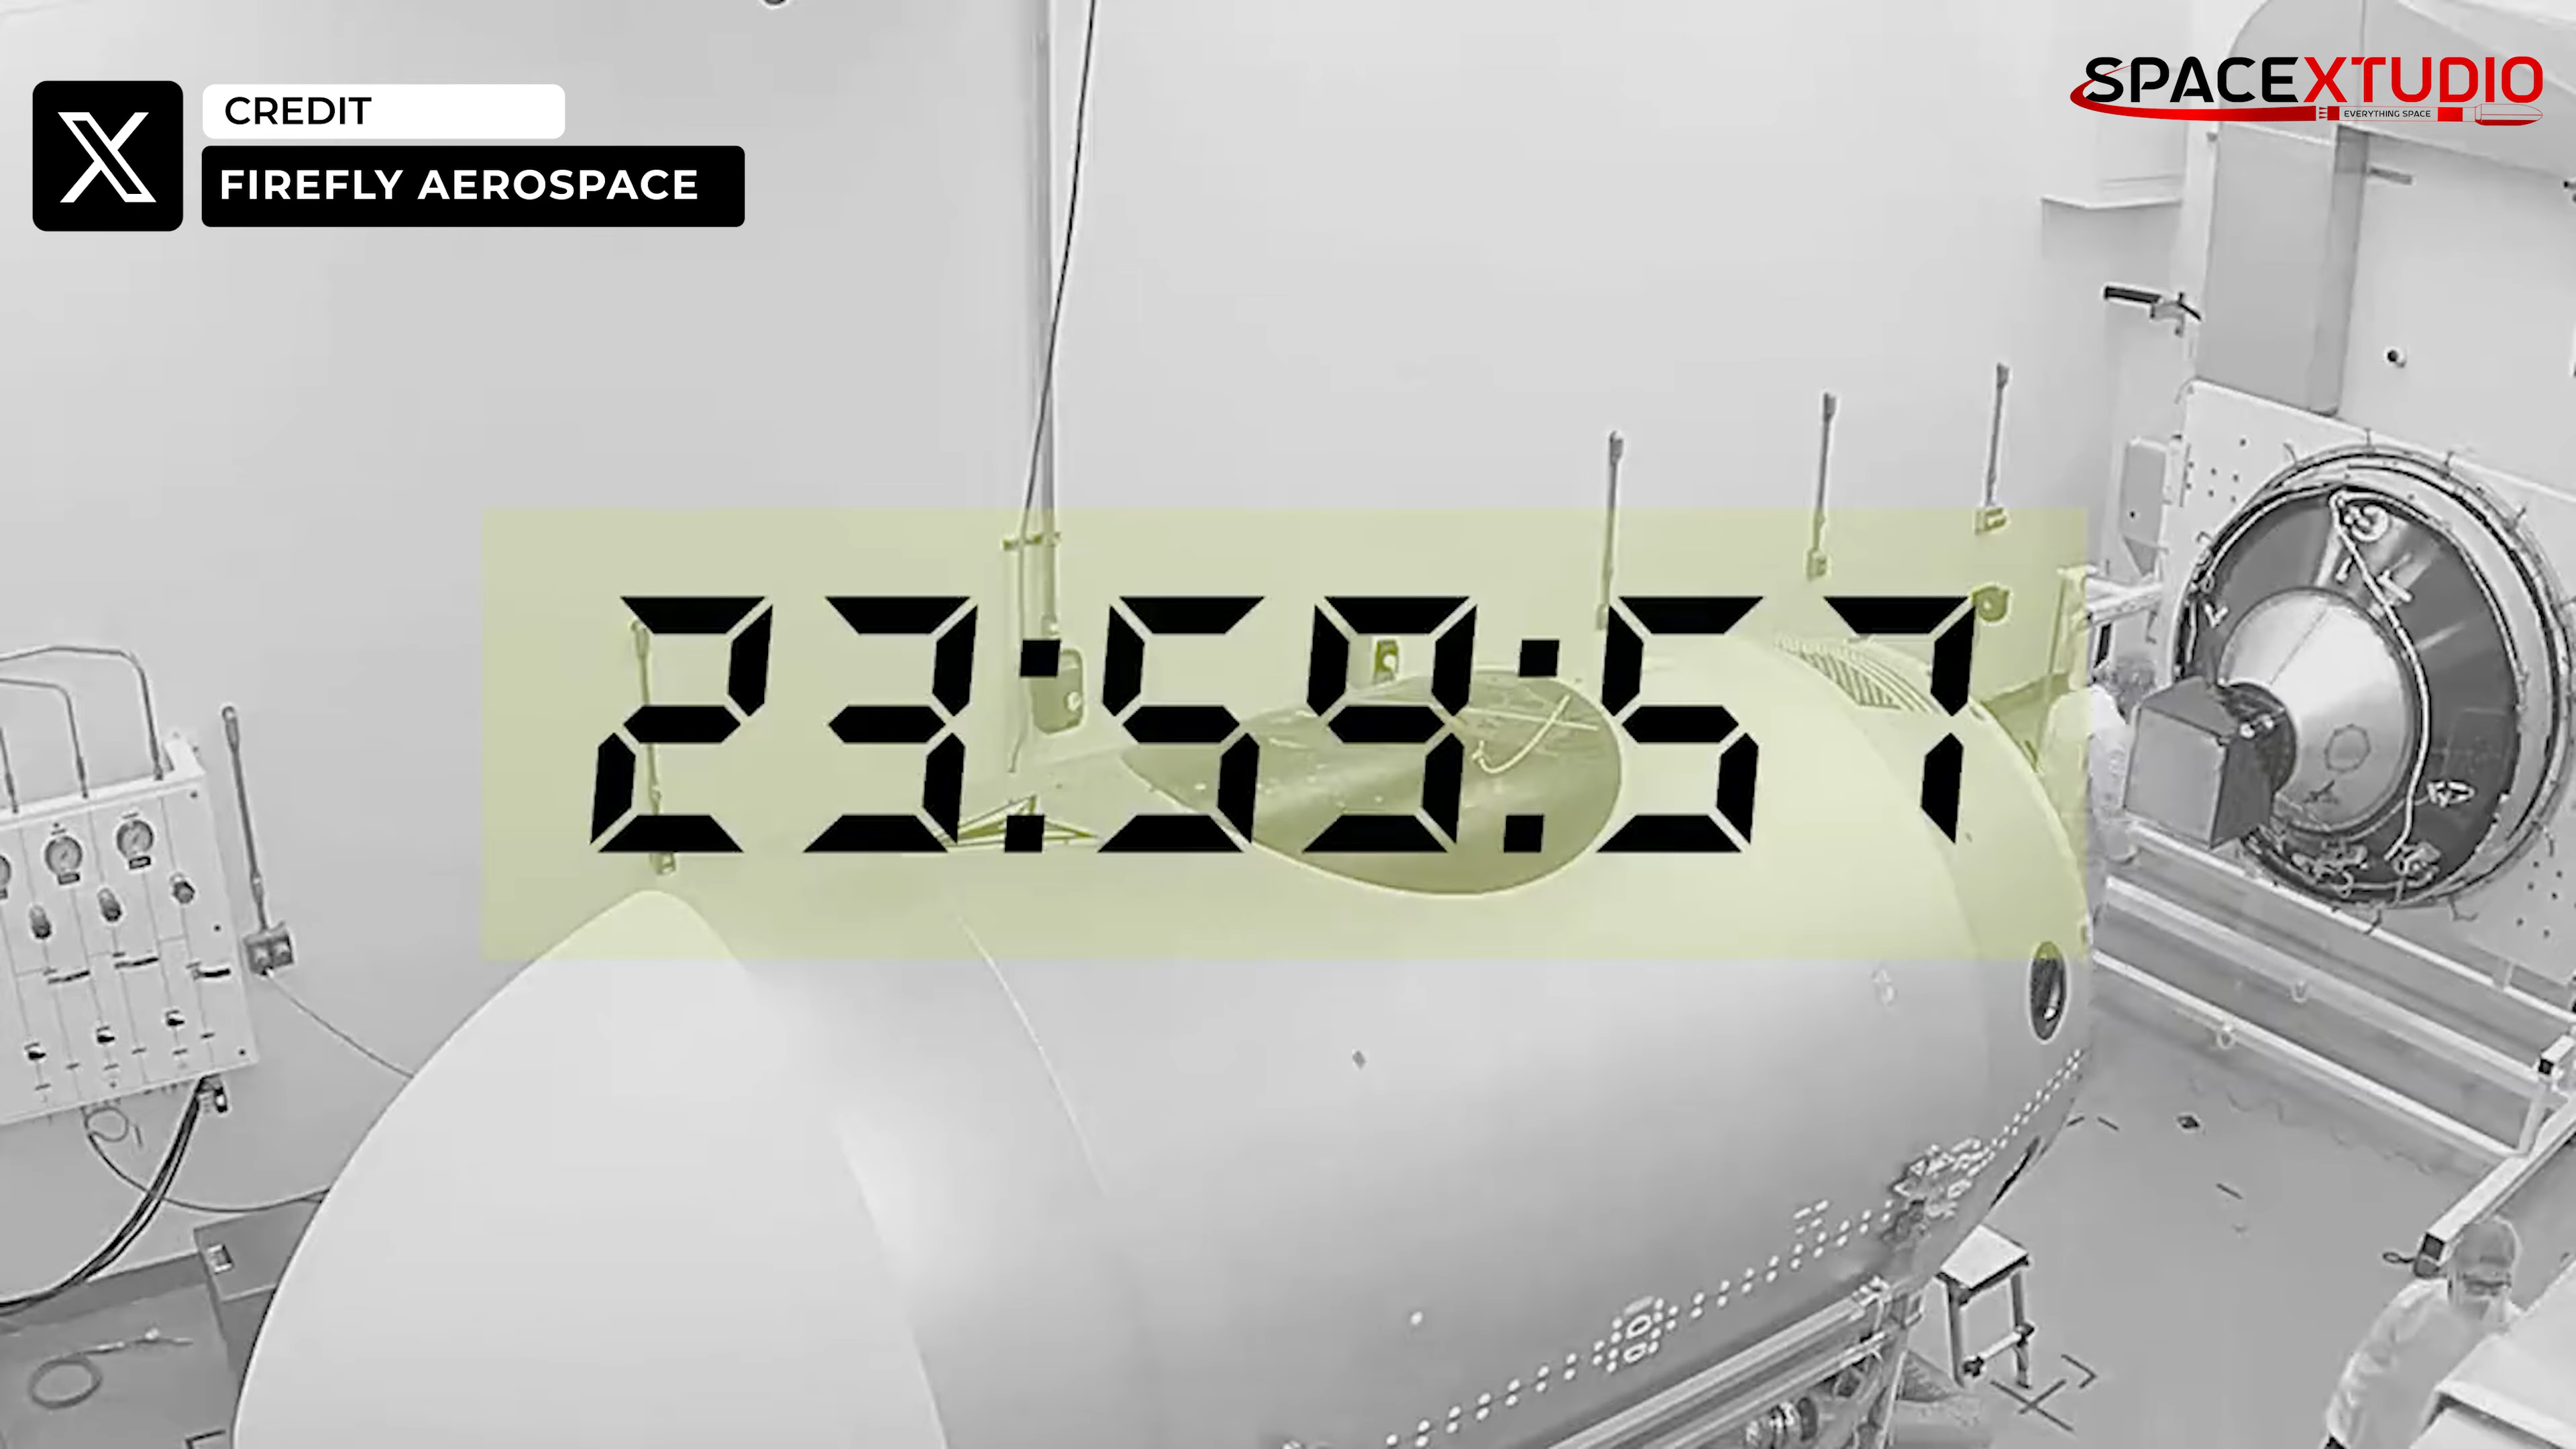 CREDIT
FIREFLY AEROSPACE
SPACEXTUDIO
EVERYTHING SPACE
23:59:57